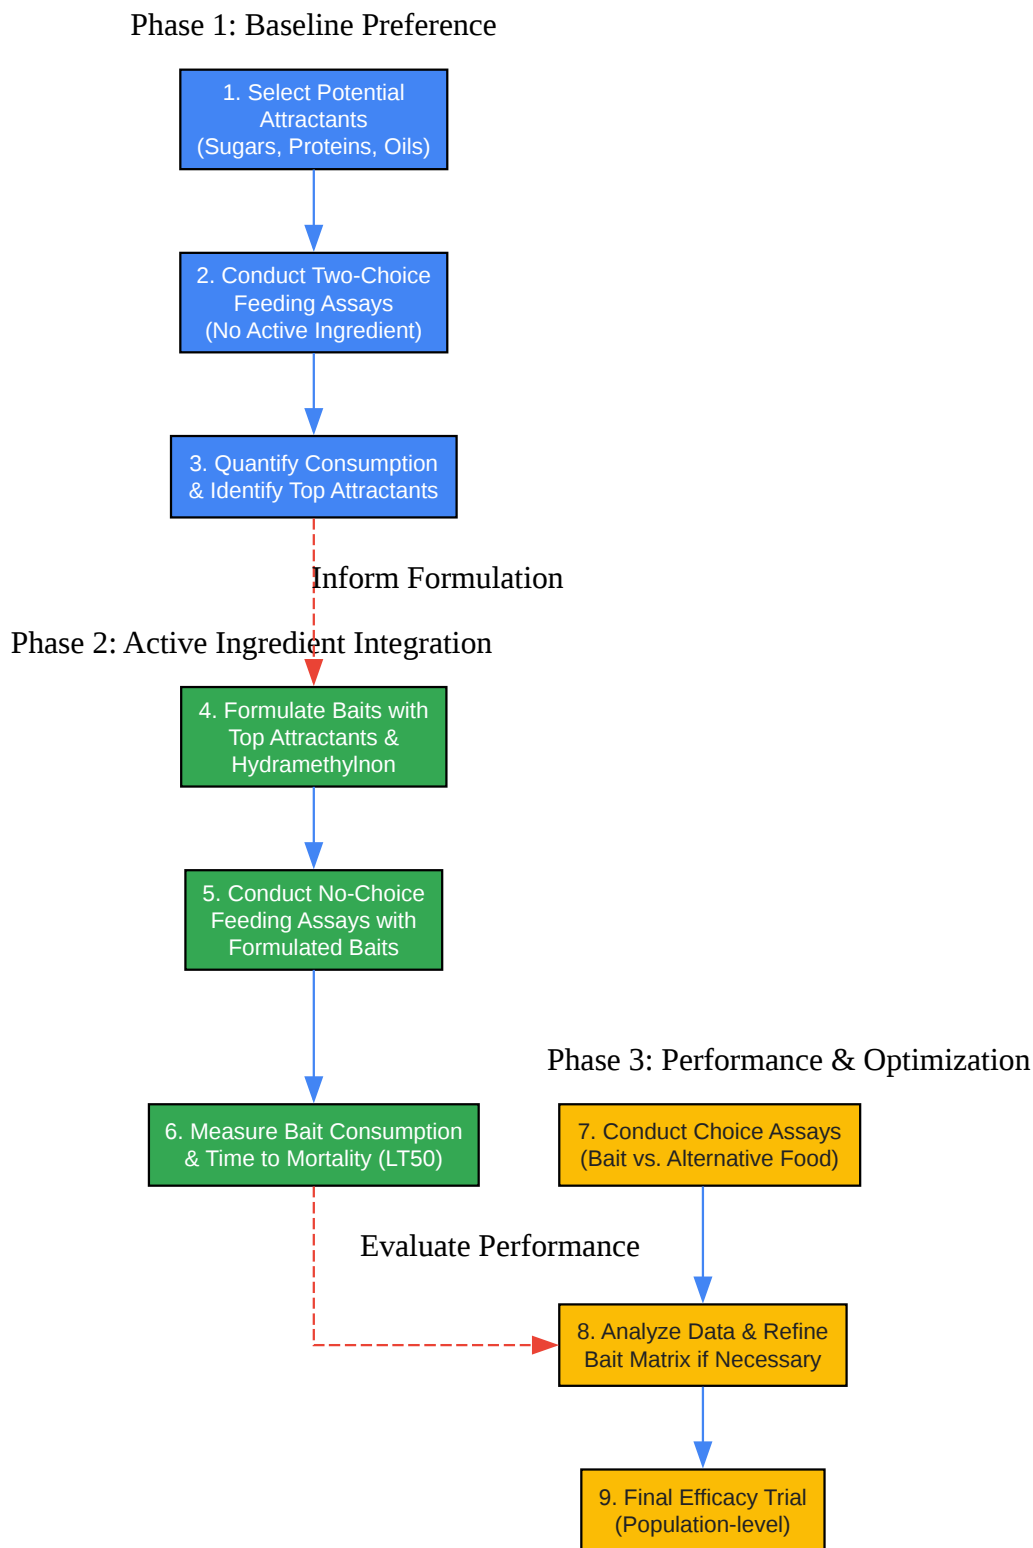 Phase 1: Baseline Preference
1. Select Potential
Attractants
(Sugars, Proteins, Oils)
2. Conduct Two-Choice
Feeding Assays
(No Active Ingredient)
3. Quantify Consumption
& Identify Top Attractants
Inform Formulation
Phase 2: Active Ingredient Integration
4. Formulate Baits with
Top Attractants &
Hydramethylnon
5. Conduct No-Choice
Feeding Assays with
Formulated Baits
6. Measure Bait Consumption
& Time to Mortality (LT50)
Phase 3: Performance & Optimization
7. Conduct Choice Assays
(Bait vs. Alternative Food)
Evaluate Performance
8. Analyze Data & Refine
Bait Matrix if Necessary
9. Final Efficacy Trial
(Population-level)